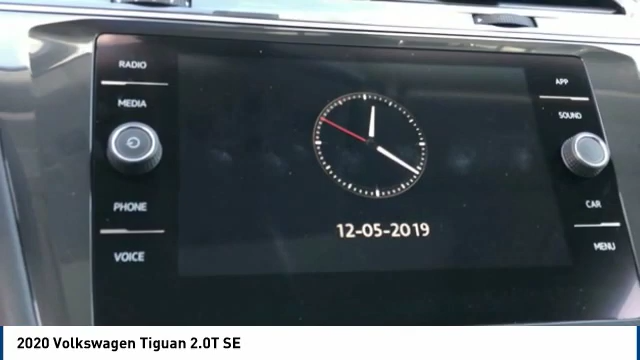 RADIO
MEDIA
PHONE
VOICE
12-05-2019
APP
SOUND
CAR
MENU
2020 Volkswagen Tiguan 2.0T SE